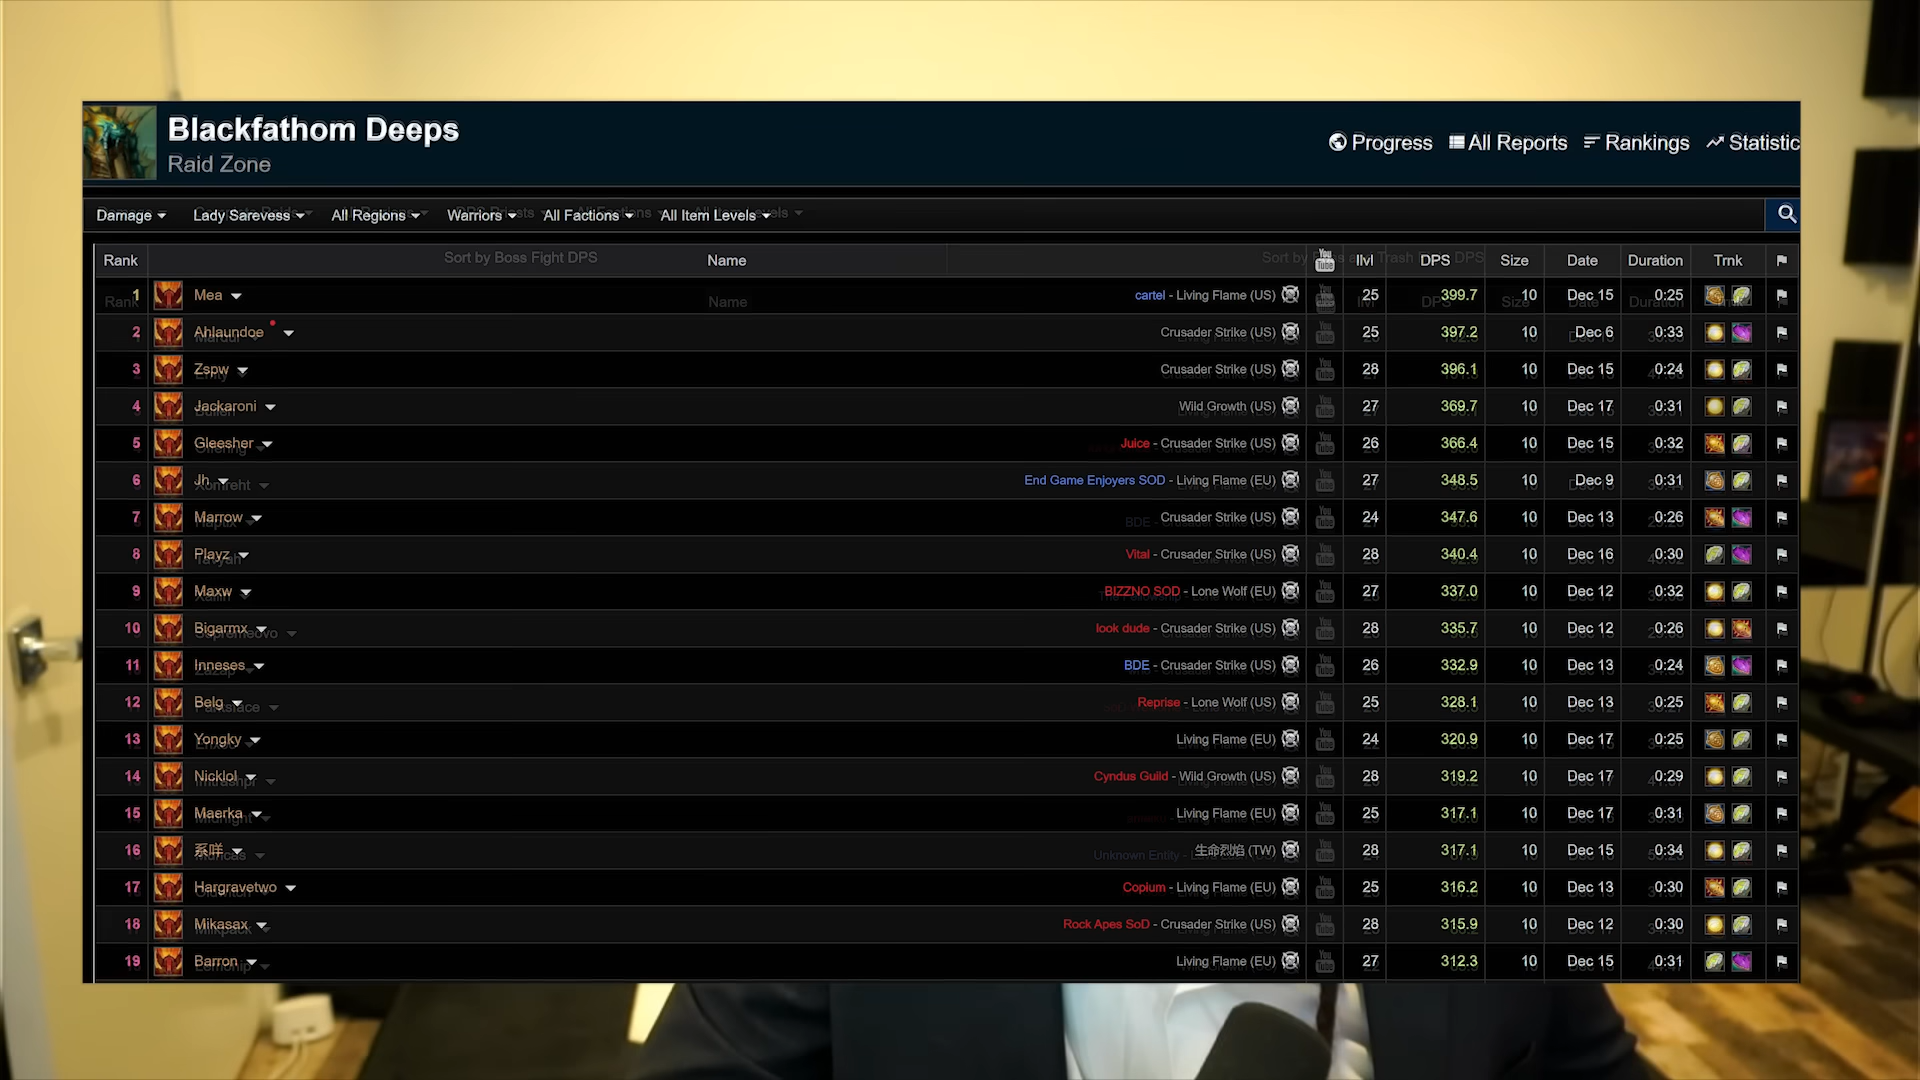 Blackfathom Deeps
Raid Zone
Progress All Reports Rankings Statistic
Damage Lady Sarevess All Regions Warriors All Factions All Item Levels
Sort by Boss Fight DPS
Rank Name You Tube Ilvl DPS Size Date Duration Trnk
1 Mea cartel - Living Flame (US) 25 399.7 10 Dec 15 0:25
2 Ahlaundoe Crusader Strike (US) 25 397.2 10 Dec 6 0:33
3 Zspw Crusader Strike (US) 28 396.1 10 Dec 15 0:24
4 Jackaroni Wild Growth (US) 27 369.7 10 Dec 17 0:31
5 Gleesher Juice - Crusader Strike (US) 26 366.4 10 Dec 15 0:32
6 Jh End Game Enjoyers SOD - Living Flame (EU) 27 348.5 10 Dec 9 0:31
7 Marrow Crusader Strike (US) 24 347.6 10 Dec 13 0:26
8 Playz Vital - Crusader Strike (US) 28 340.4 10 Dec 16 0:30
9 Maxw BIZZNO SOD - Lone Wolf (EU) 27 337.0 10 Dec 12 0:32
10 Bigarmx look dude - Crusader Strike (US) 28 335.7 10 Dec 12 0:26
11 Inneses BDE - Crusader Strike (US) 26 332.9 10 Dec 13 0:24
12 Belg Reprise - Lone Wolf (US) 25 328.1 10 Dec 13 0:25
13 Yongky Living Flame (EU) 24 320.9 10 Dec 17 0:25
14 Nicklol Cyndus Guild - Wild Growth (US) 28 319.2 10 Dec 17 0:29
15 Maerka Living Flame (EU) 25 317.1 10 Dec 17 0:31
16 系咩 生命烈焰 (TW) 28 317.1 10 Dec 15 0:34
17 Hargravetwo Copium - Living Flame (EU) 25 316.2 10 Dec 13 0:30
18 Mikasax Rock Apes SoD - Crusader Strike (US) 28 315.9 10 Dec 12 0:30
19 Barron Living Flame (EU) 27 312.3 10 Dec 15 0:31